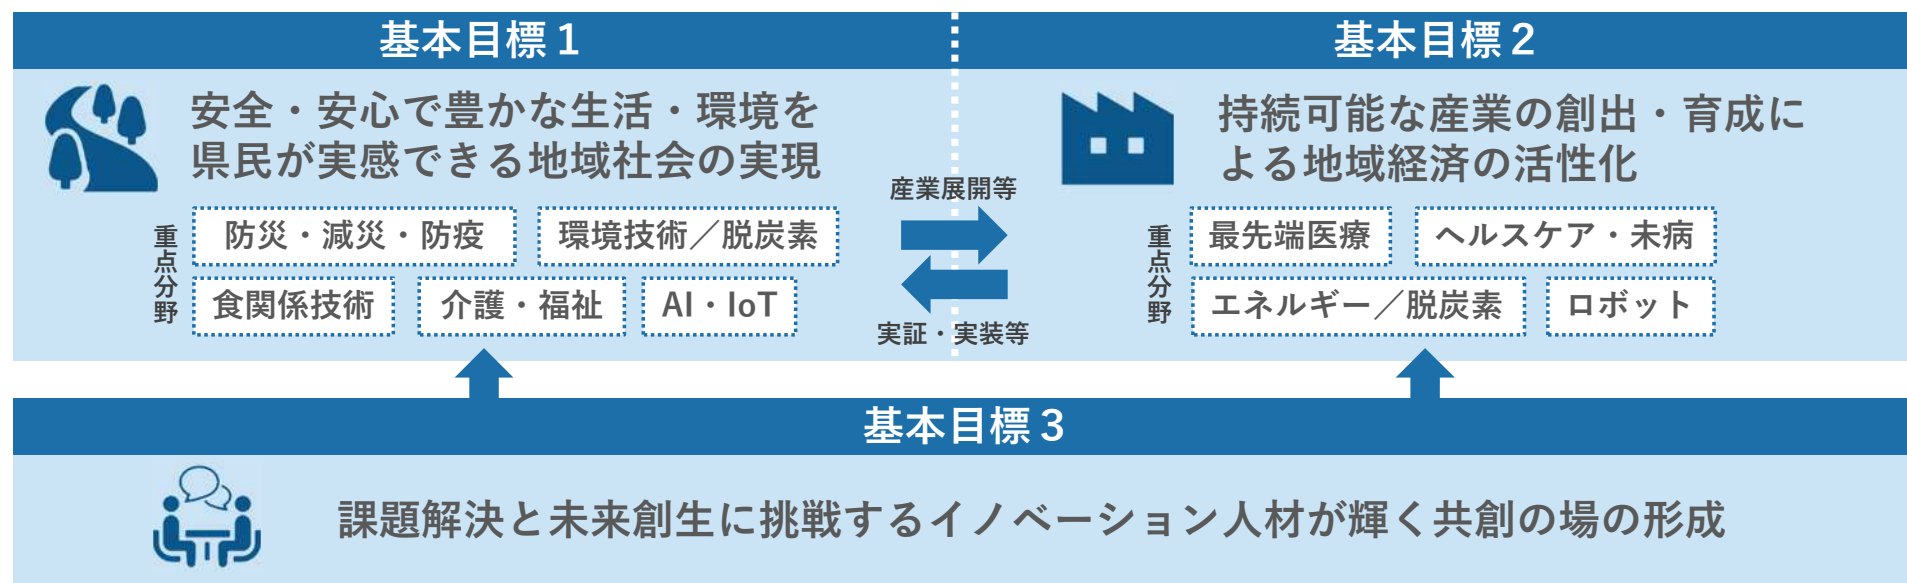 基本目標１
安全・安心で豊かな生活・環境を
県民が実感できる地域社会の実現
重点分野
防災・減災・防疫
環境技術／脱炭素
食関係技術
介護・福祉
AI・IoT
産業展開等
実証・実装等
基本目標２
持続可能な産業の創出・育成に
よる地域経済の活性化
重点分野
最先端医療
ヘルスケア・未病
エネルギー／脱炭素
ロボット
基本目標３
課題解決と未来創生に挑戦するイノベーション人材が輝く共創の場の形成